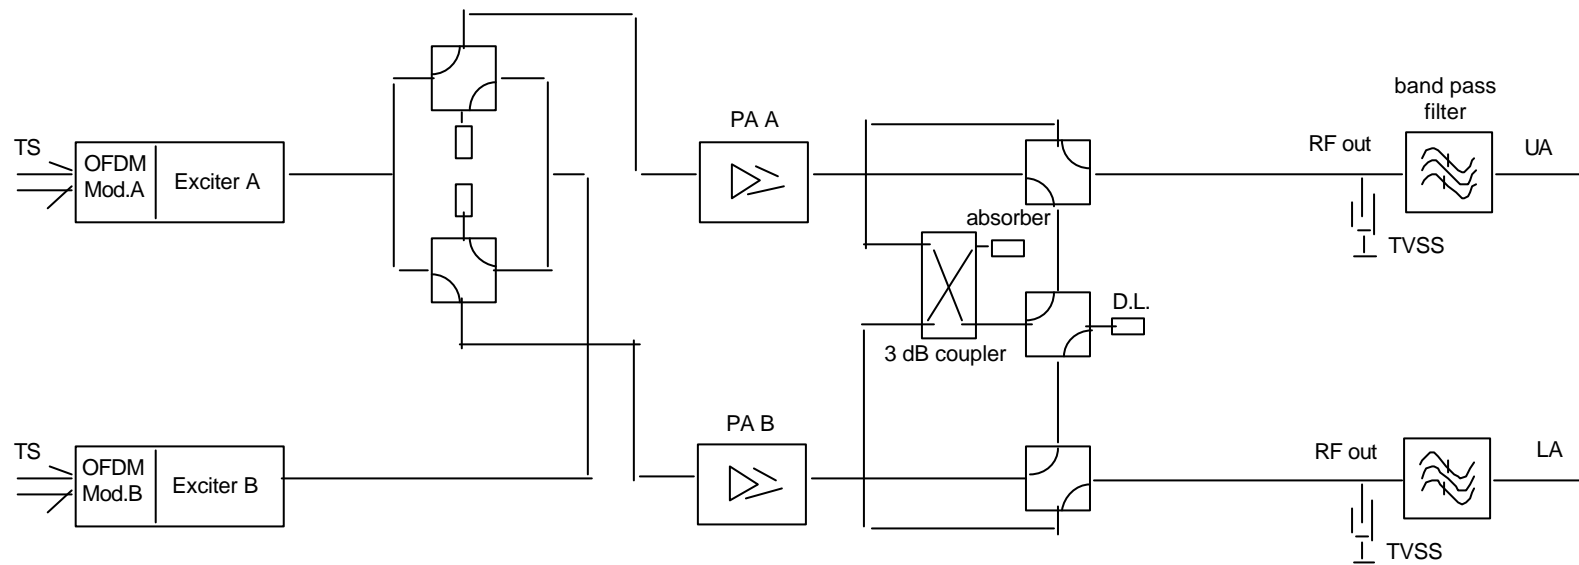 band pass
filter
PA A
TS
OFDM
Mod.A
Exciter A
RF out
UA
absorber
TVSS
D.L.
3 dB coupler
PA B
TS
OFDM
Mod.B
Exciter B
RF out
LA
TVSS